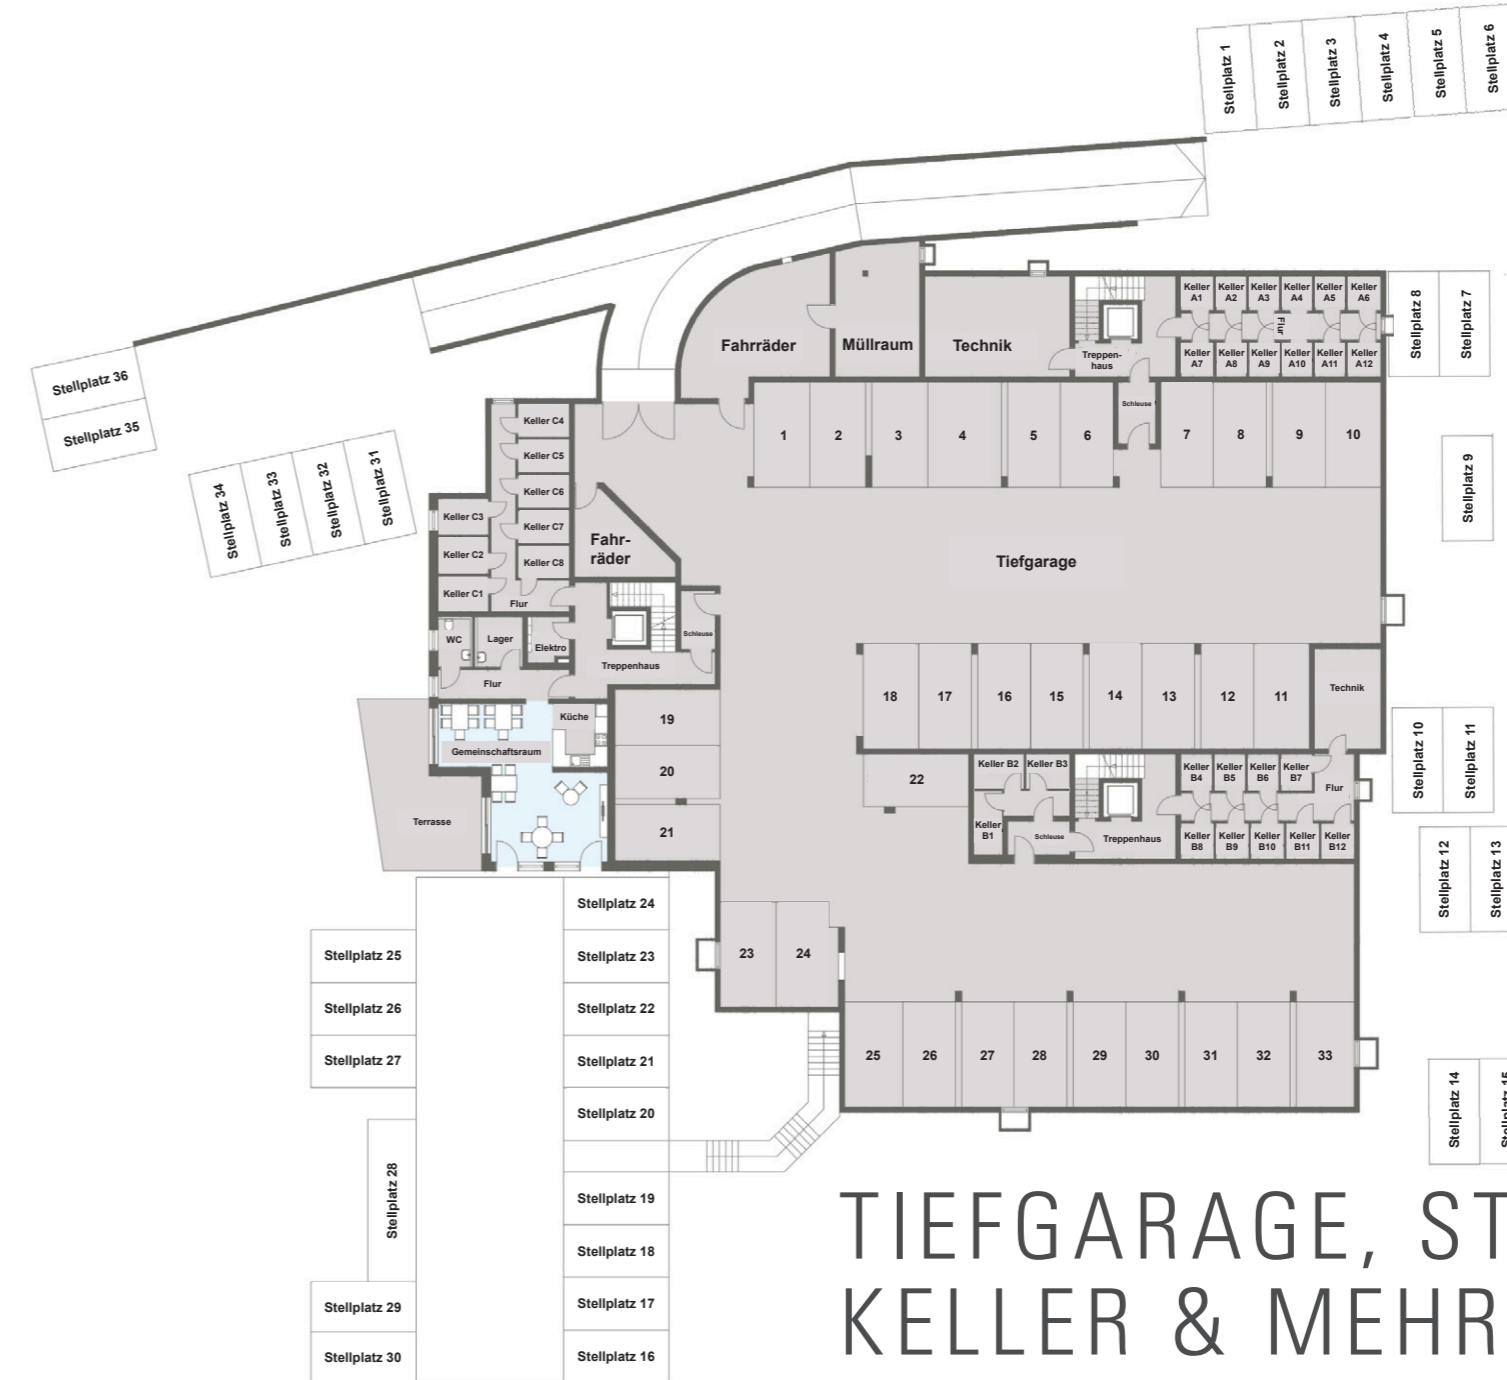 Stellplatz 1
Stellplatz 2
Stellplatz 3
Stellplatz 4
Stellplatz 5
Stellplatz 6
Stellplatz 36
Stellplatz 35
Stellplatz 34
Stellplatz 33
Stellplatz 32
Stellplatz 31
Fahrräder
Müllraum
Technik
Treppen-
haus
Schleuse
Keller
A1
Keller
A2
Keller
A3
Keller
A4
Keller
A5
Keller
A6
Flur
Keller
A7
Keller
A8
Keller
A9
Keller
A10
Keller
A11
Keller
A12
Stellplatz 8
Stellplatz 7
Stellplatz 9
1
2
3
4
5
6
7
8
9
10
Keller C4
Keller C5
Keller C6
Keller C7
Keller C8
Keller C3
Keller C2
Keller C1
Flur
Fahr-
räder
Tiefgarage
WC
Lager
Elektro
Schleuse
Treppenhaus
Flur
Küche
Gemeinschaftsraum
Terrasse
18
17
16
15
14
13
12
11
Technik
Stellplatz 10
Stellplatz 11
19
20
21
22
Keller B2
Keller B3
Keller
B1
Schleuse
Treppenhaus
Keller
B4
Keller
B5
Keller
B6
Keller
B7
Flur
Keller
B8
Keller
B9
Keller
B10
Keller
B11
Keller
B12
Stellplatz 12
Stellplatz 13
23
24
25
26
27
28
29
30
31
32
33
Stellplatz 14
Stellplatz 15
Stellplatz 24
Stellplatz 25
Stellplatz 23
Stellplatz 26
Stellplatz 22
Stellplatz 27
Stellplatz 21
Stellplatz 20
Stellplatz 28
Stellplatz 19
Stellplatz 18
Stellplatz 29
Stellplatz 17
Stellplatz 30
Stellplatz 16
TIEFGARAGE, ST
KELLER & MEHR